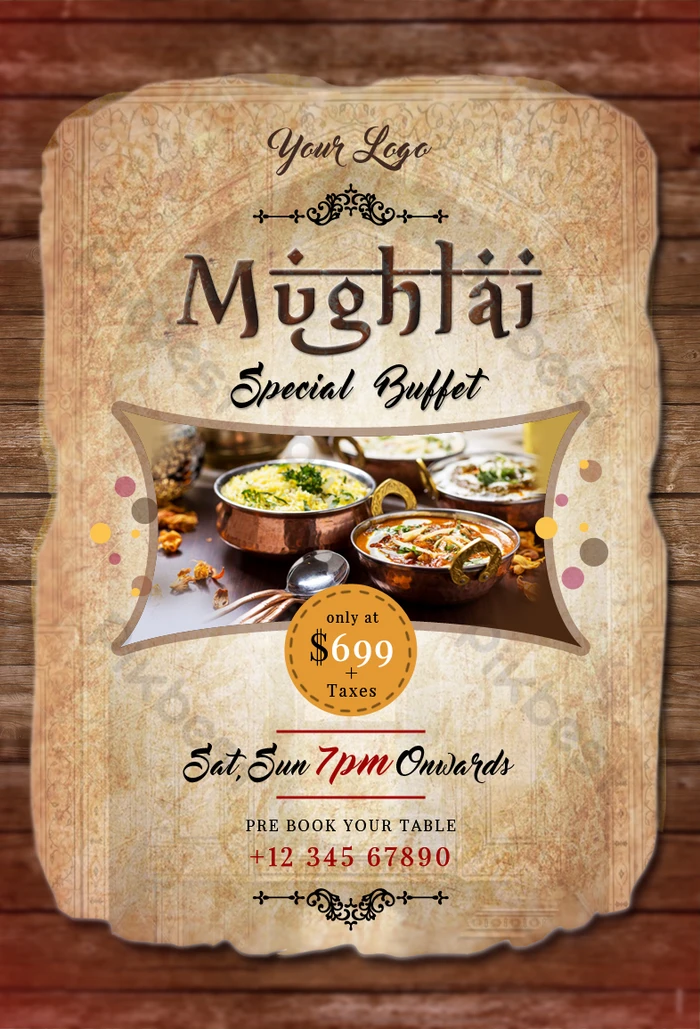 Your Logo
Mughlai
Special Buffet
only at
$699
+
Taxes
Sat, Sun 7pm Onwards
PRE BOOK YOUR TABLE
+12 345 67890